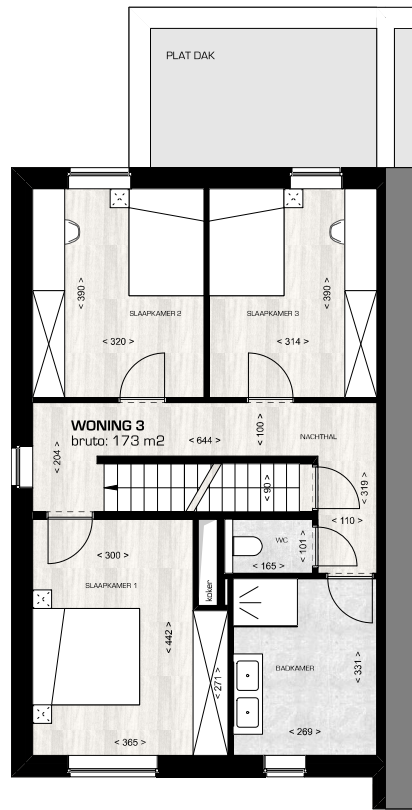 PLAT DAK
< 390 >
SLAAPKAMER 2
< 320 >
SLAAPKAMER 3
< 390 >
< 314 >
WONING 3
bruto: 173 m2
< 204 >
< 644 >
< 100 >
NACHTHAL
< 90 >
< 319 >
< 110 >
< 300 >
SLAAPKAMER 1
< 442 >
< 365 >
koker
WC
< 101 >
< 165 >
< 271 >
BADKAMER
< 331 >
< 269 >